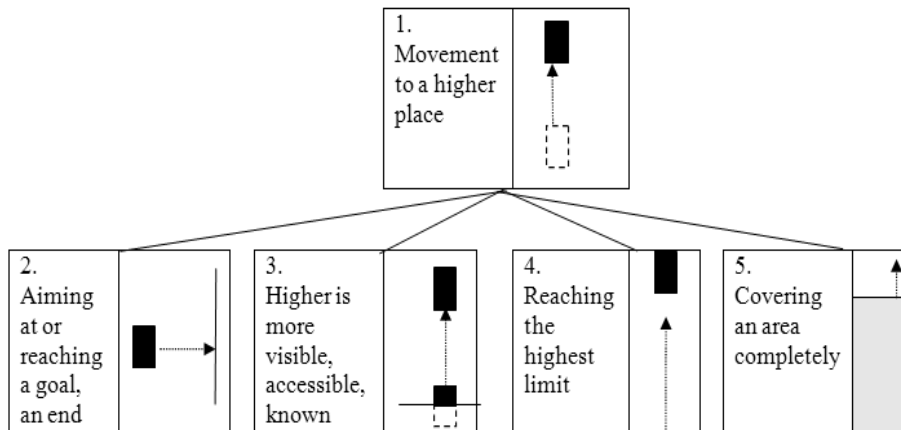 1.
Movement
to a higher
place
2.
Aiming
at or
reaching
a goal,
an end
3.
Higher is
more
visible,
accessible,
known
4.
Reaching
the
highest
limit
5.
Covering
an area
completely